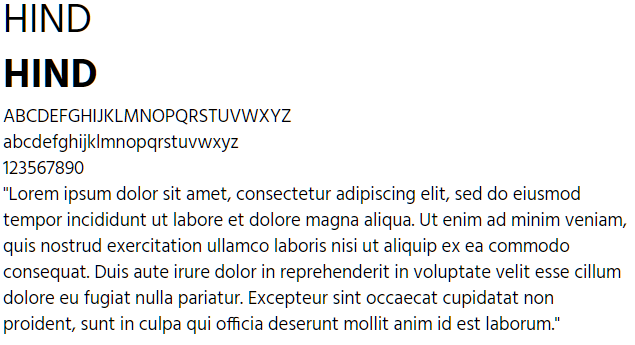 HIND
HIND
ABCDEFGHIJKLMNOPQRSTUVWXYZ
abcdefghijklmnopqrstuvwxyz
123567890
"Lorem ipsum dolor sit amet, consectetur adipiscing elit, sed do eiusmod
tempor incididunt ut labore et dolore magna aliqua. Ut enim ad minim veniam,
quis nostrud exercitation ullamco laboris nisi ut aliquip ex ea commodo
consequat. Duis aute irure dolor in reprehenderit in voluptate velit esse cillum
dolore eu fugiat nulla pariatur. Excepteur sint occaecat cupidatat non
proident, sunt in culpa qui officia deserunt mollit anim id est laborum."